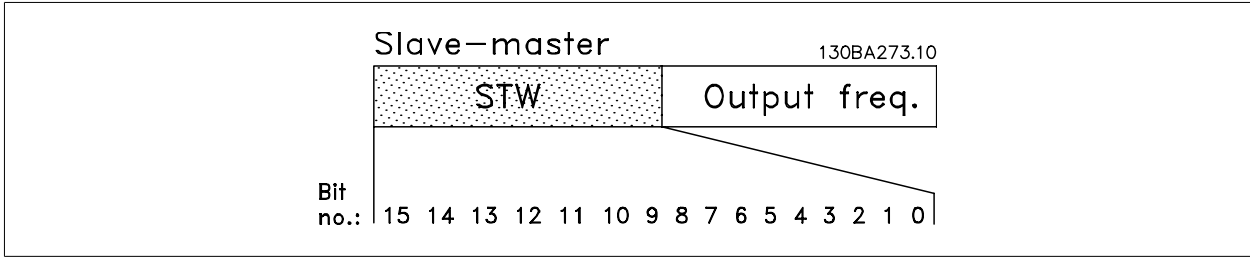 Slave-master
130BA273.10
STW
Output freq.
Bit
no.: 15 14 13 12 11 10 9 8 7 6 5 4 3 2 1 0